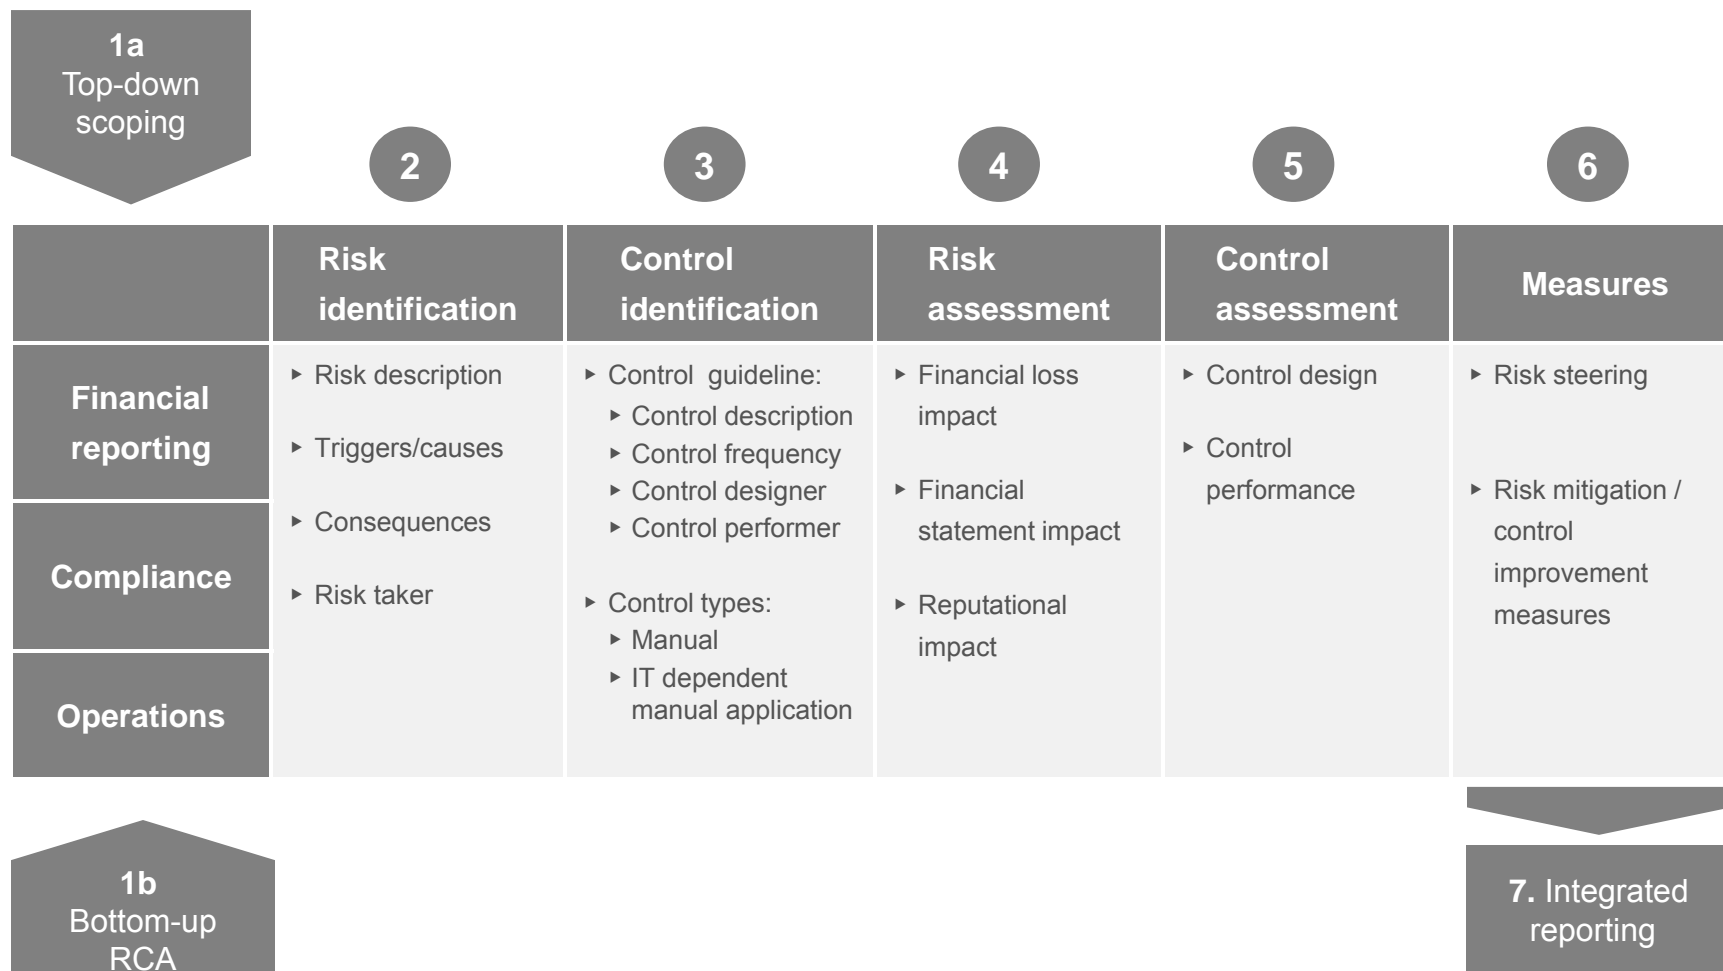 1a
Top-down
scoping
2
3
4
5
6
Risk
identification
Control
identification
Risk
assessment
Control
assessment
Measures
Financial
reporting
Compliance
Operations
▸ Risk description
▸ Triggers/causes
▸ Consequences
▸ Risk taker
▸ Control guideline:
▸ Control description
▸ Control frequency
▸ Control designer
▸ Control performer
▸ Control types:
▸ Manual
▸ IT dependent
manual application
▸ Financial loss
impact
▸ Financial
statement impact
▸ Reputational
impact
▸ Control design
▸ Control
performance
▸ Risk steering
▸ Risk mitigation /
control
improvement
measures
1b
Bottom-up
RCA
7. Integrated
reporting